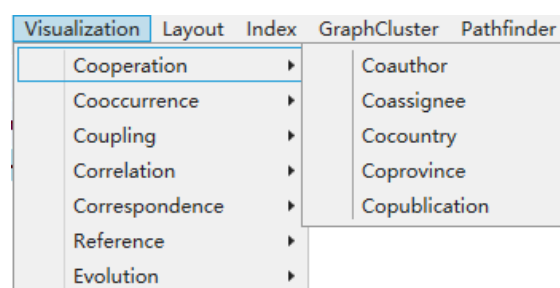 Visualization Layout Index GraphCluster Pathfinder
Cooperation
Cooccurrence
Coupling
Correlation
Correspondence
Reference
Evolution
Coauthor
Coassignee
Cocountry
Coprovince
Copublication